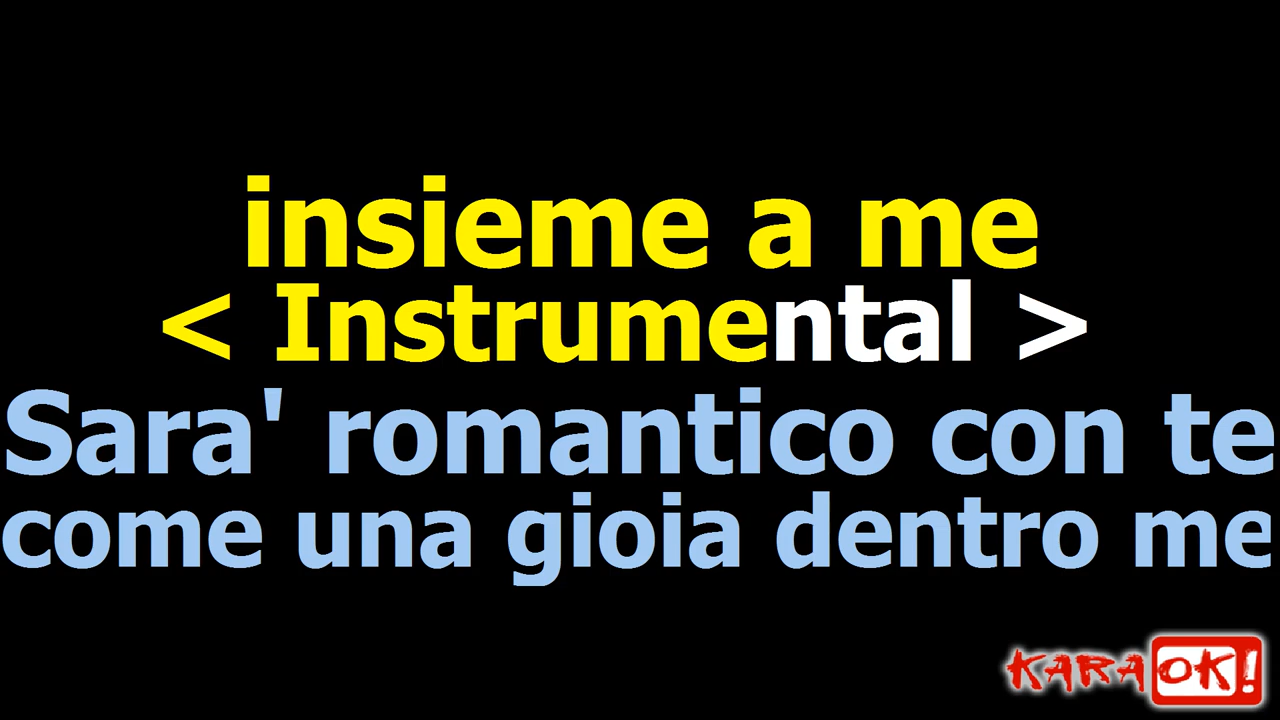 insieme a me
< Instrumental >
Sara' romantico con te
come una gioia dentro me
KARAOK!